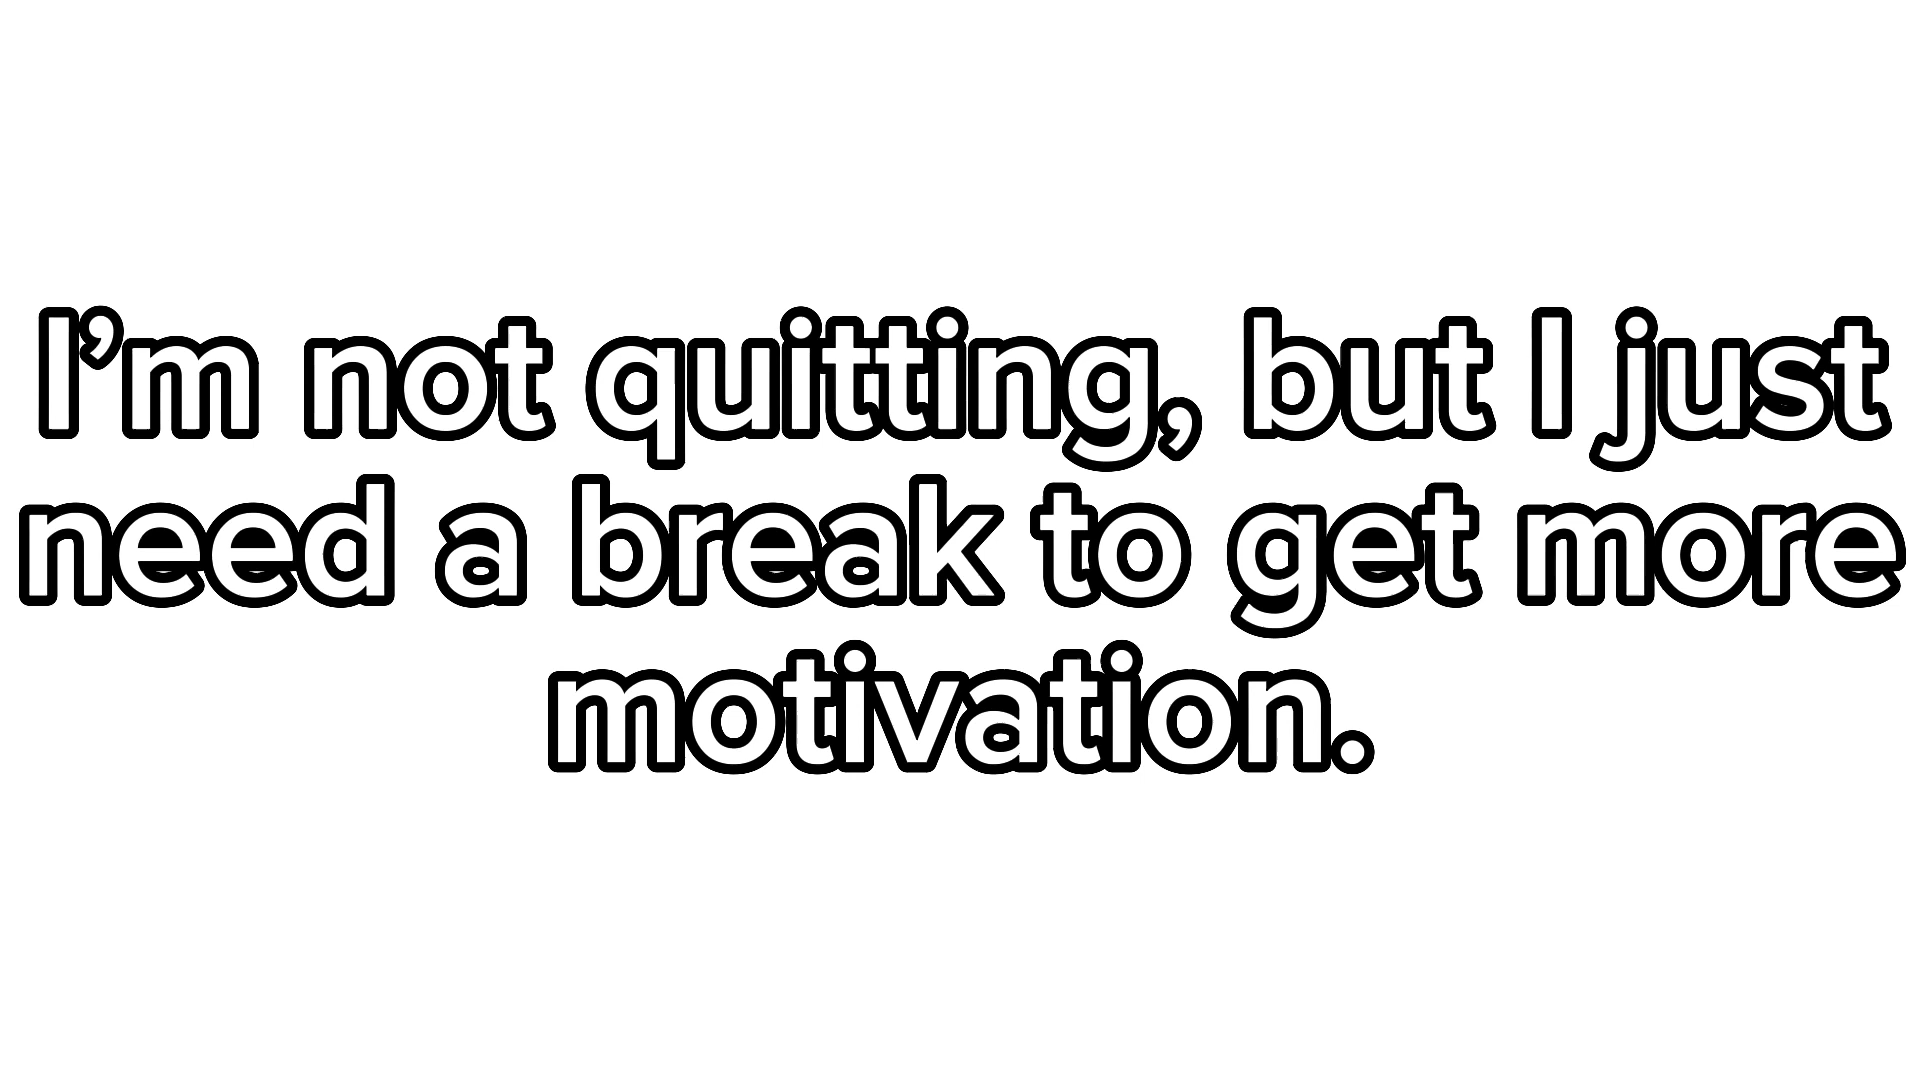 I’m not quitting, but I just
need a break to get more
motivation.